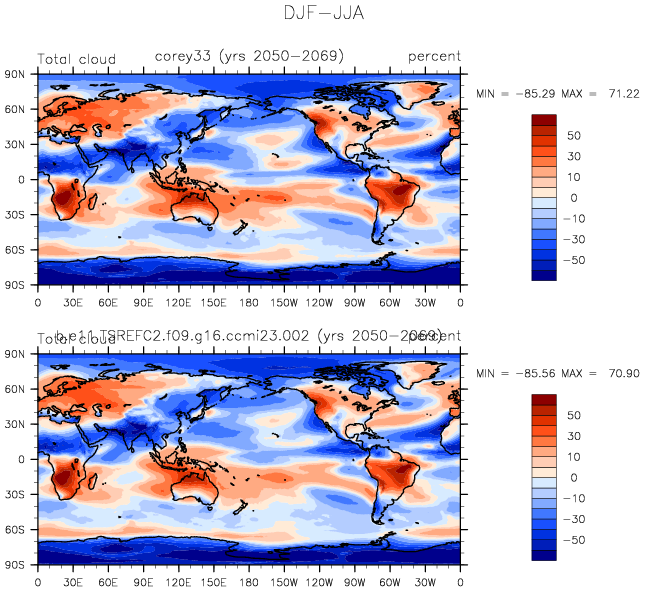 DJF-JJA
Total cloud corey33 (yrs 2050-2069) percent
MIN = -85.29 MAX = 71.22
90N
60N
30N
0
30S
60S
90S
0 30E 60E 90E 120E 150E 180 150W 120W 90W 60W 30W 0
50
30
10
0
-10
-30
-50
Total cloud b.e11.TSREFC2.f09.g16.ccmi23.002 (yrs 2050-2069) percent
MIN = -85.56 MAX = 70.90
90N
60N
30N
0
30S
60S
90S
0 30E 60E 90E 120E 150E 180 150W 120W 90W 60W 30W 0
50
30
10
0
-10
-30
-50